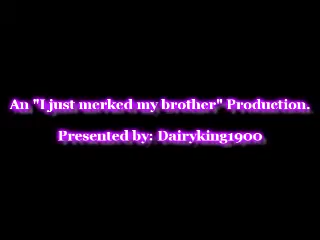 An "I just merked my brother" Production.
Presented by: Dairyking1900